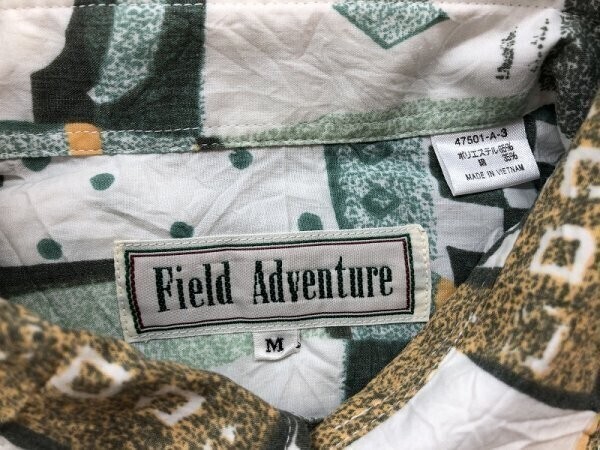 47501-A-3
ポリエステル 65%
綿 35%
MADE IN VIETNAM
Field Adventure
M